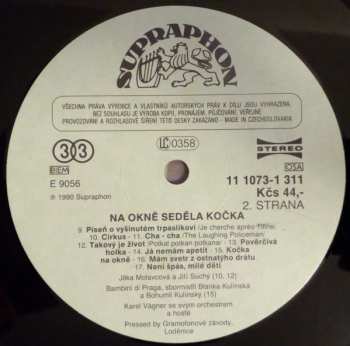 SUPRAPHON
VŠECHNA PRÁVA VÝROBCE A VLASTNÍKŮ AUTORSKÝCH PRÁV K DÍLU JSOU VYHRAZENA.
BEZ SOUHLASU JE VÝROBA KOPIÍ, PRONÁJEM, PŮJČOVÁNÍ, VEŘEJNÉ
PROVOZOVÁNÍ A ROZHLASOVÉ ŠÍŘENÍ TÉTO DESKY ZAKÁZÁNO - MADE IN CZECHOSLOVAKIA
33
LC 0358
STEREO
BIEM
OSA
E 9056
11 1073-1 311
Kčs 44,-
℗ 1990 Supraphon
2. STRANA
NA OKNĚ SEDĚLA KOČKA
9. Píseň o vyšinutém trpaslíkovi (Je cherche après Titine)
10. Cirkus - 11. Cha - cha (The Laughing Policeman)
12. Takový je život (Potkal potkan potkana) - 13. Pověrčivá
holka - 14. Já nemám apetit - 15. Kočka
na okně - 16. Mám svetr z ostnatýho drátu
17. Není špás, milé děti
Jitka Molavcová a Jiří Suchý (10, 12)
Bambini di Praga, sbormistři Blanka Kulínská
a Bohumil Kulínský (15)
Karel Vágner se svým orchestrem
a hosté
Pressed by Gramofonové závody,
Loděnice